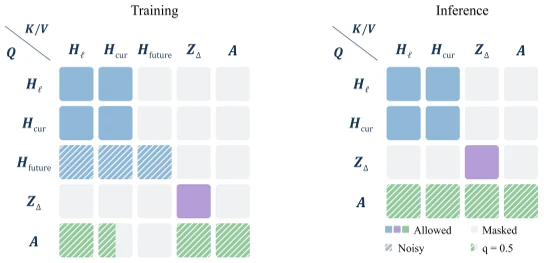 Training
K/V
Q
H_ℓ H_cur H_future Z_Δ A
H_ℓ
H_cur
H_future
Z_Δ
A
Inference
K/V
Q
H_ℓ H_cur Z_Δ A
H_ℓ
H_cur
Z_Δ
A
Allowed Masked
Noisy q = 0.5